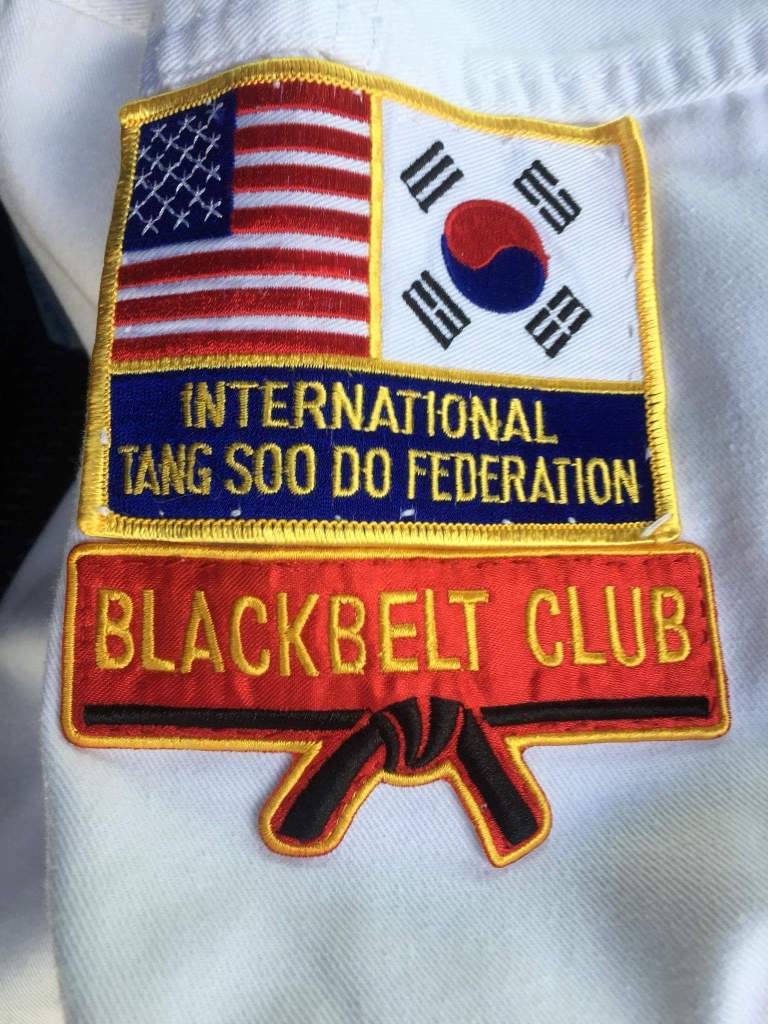 INTERNATIONAL
TANG SOO DO FEDERATION
BLACKBELT CLUB